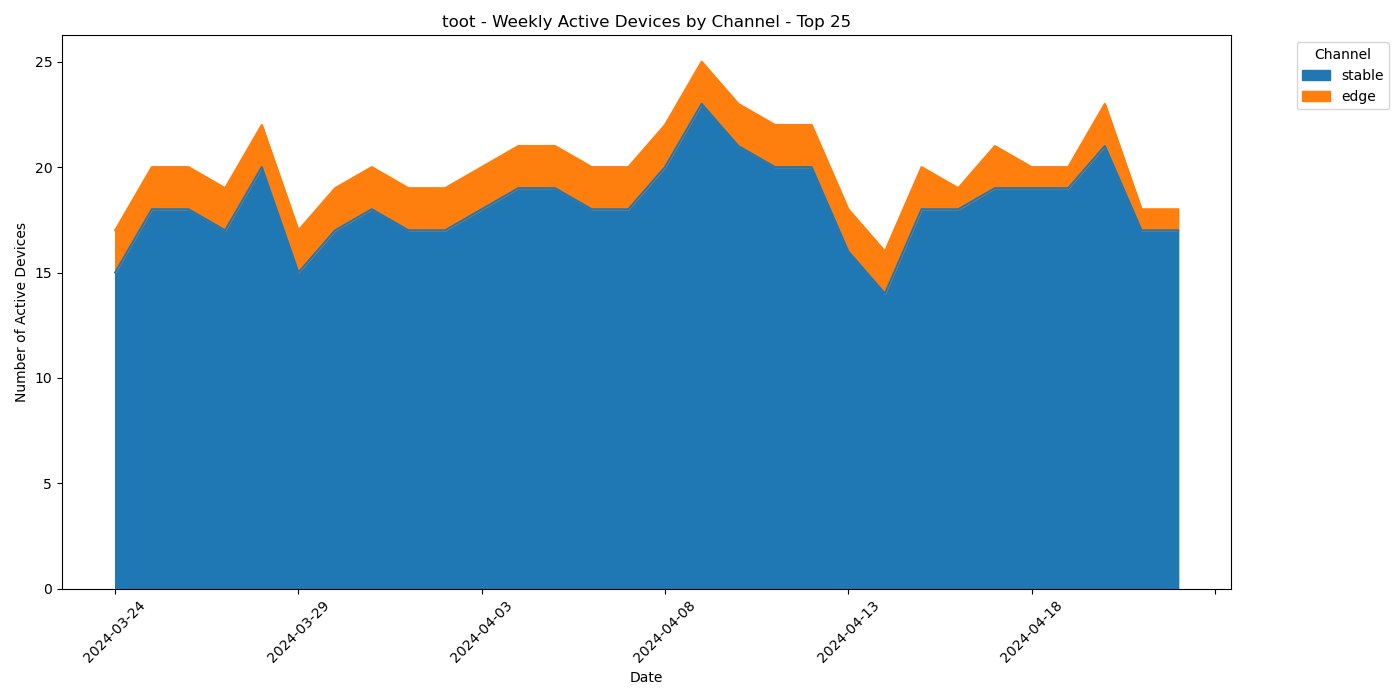 toot - Weekly Active Devices by Channel - Top 25
Channel
stable
edge
Number of Active Devices
25
20
15
10
5
0
2024-03-24
2024-03-29
2024-04-03
2024-04-08
2024-04-13
2024-04-18
Date